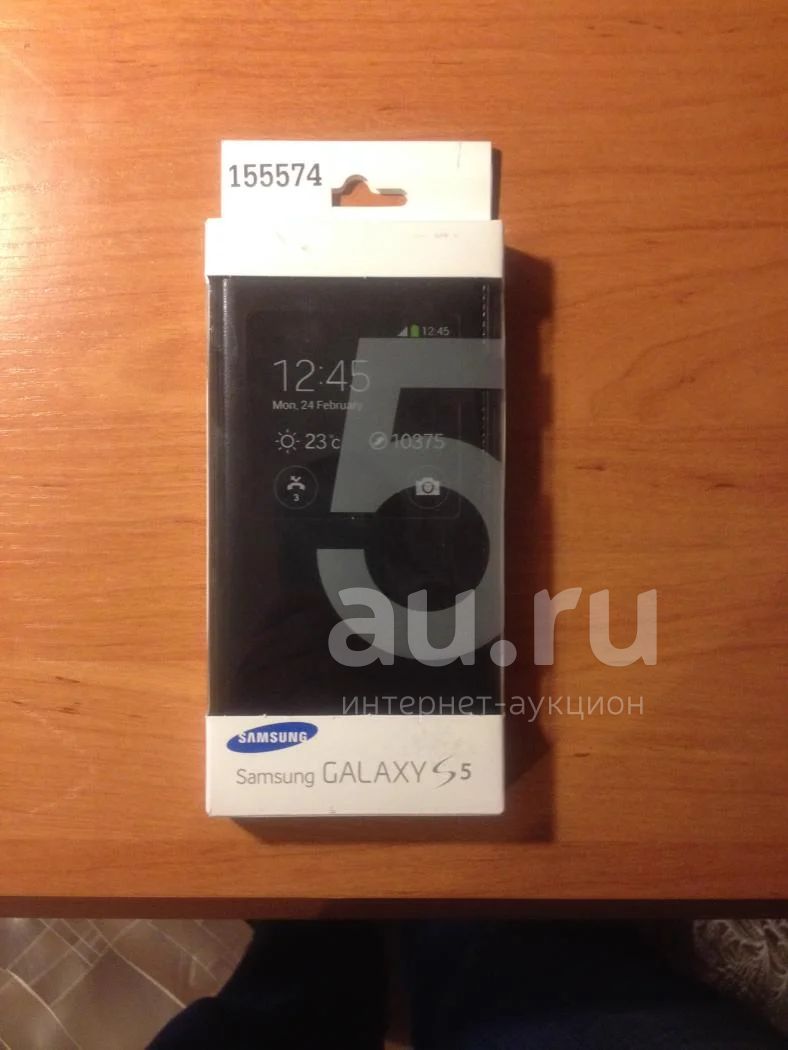 155574
12:45
12:45
Mon, 24 February
23°c
10375
3
5
au.ru
интернет-аукцион
SAMSUNG
Samsung GALAXY S5